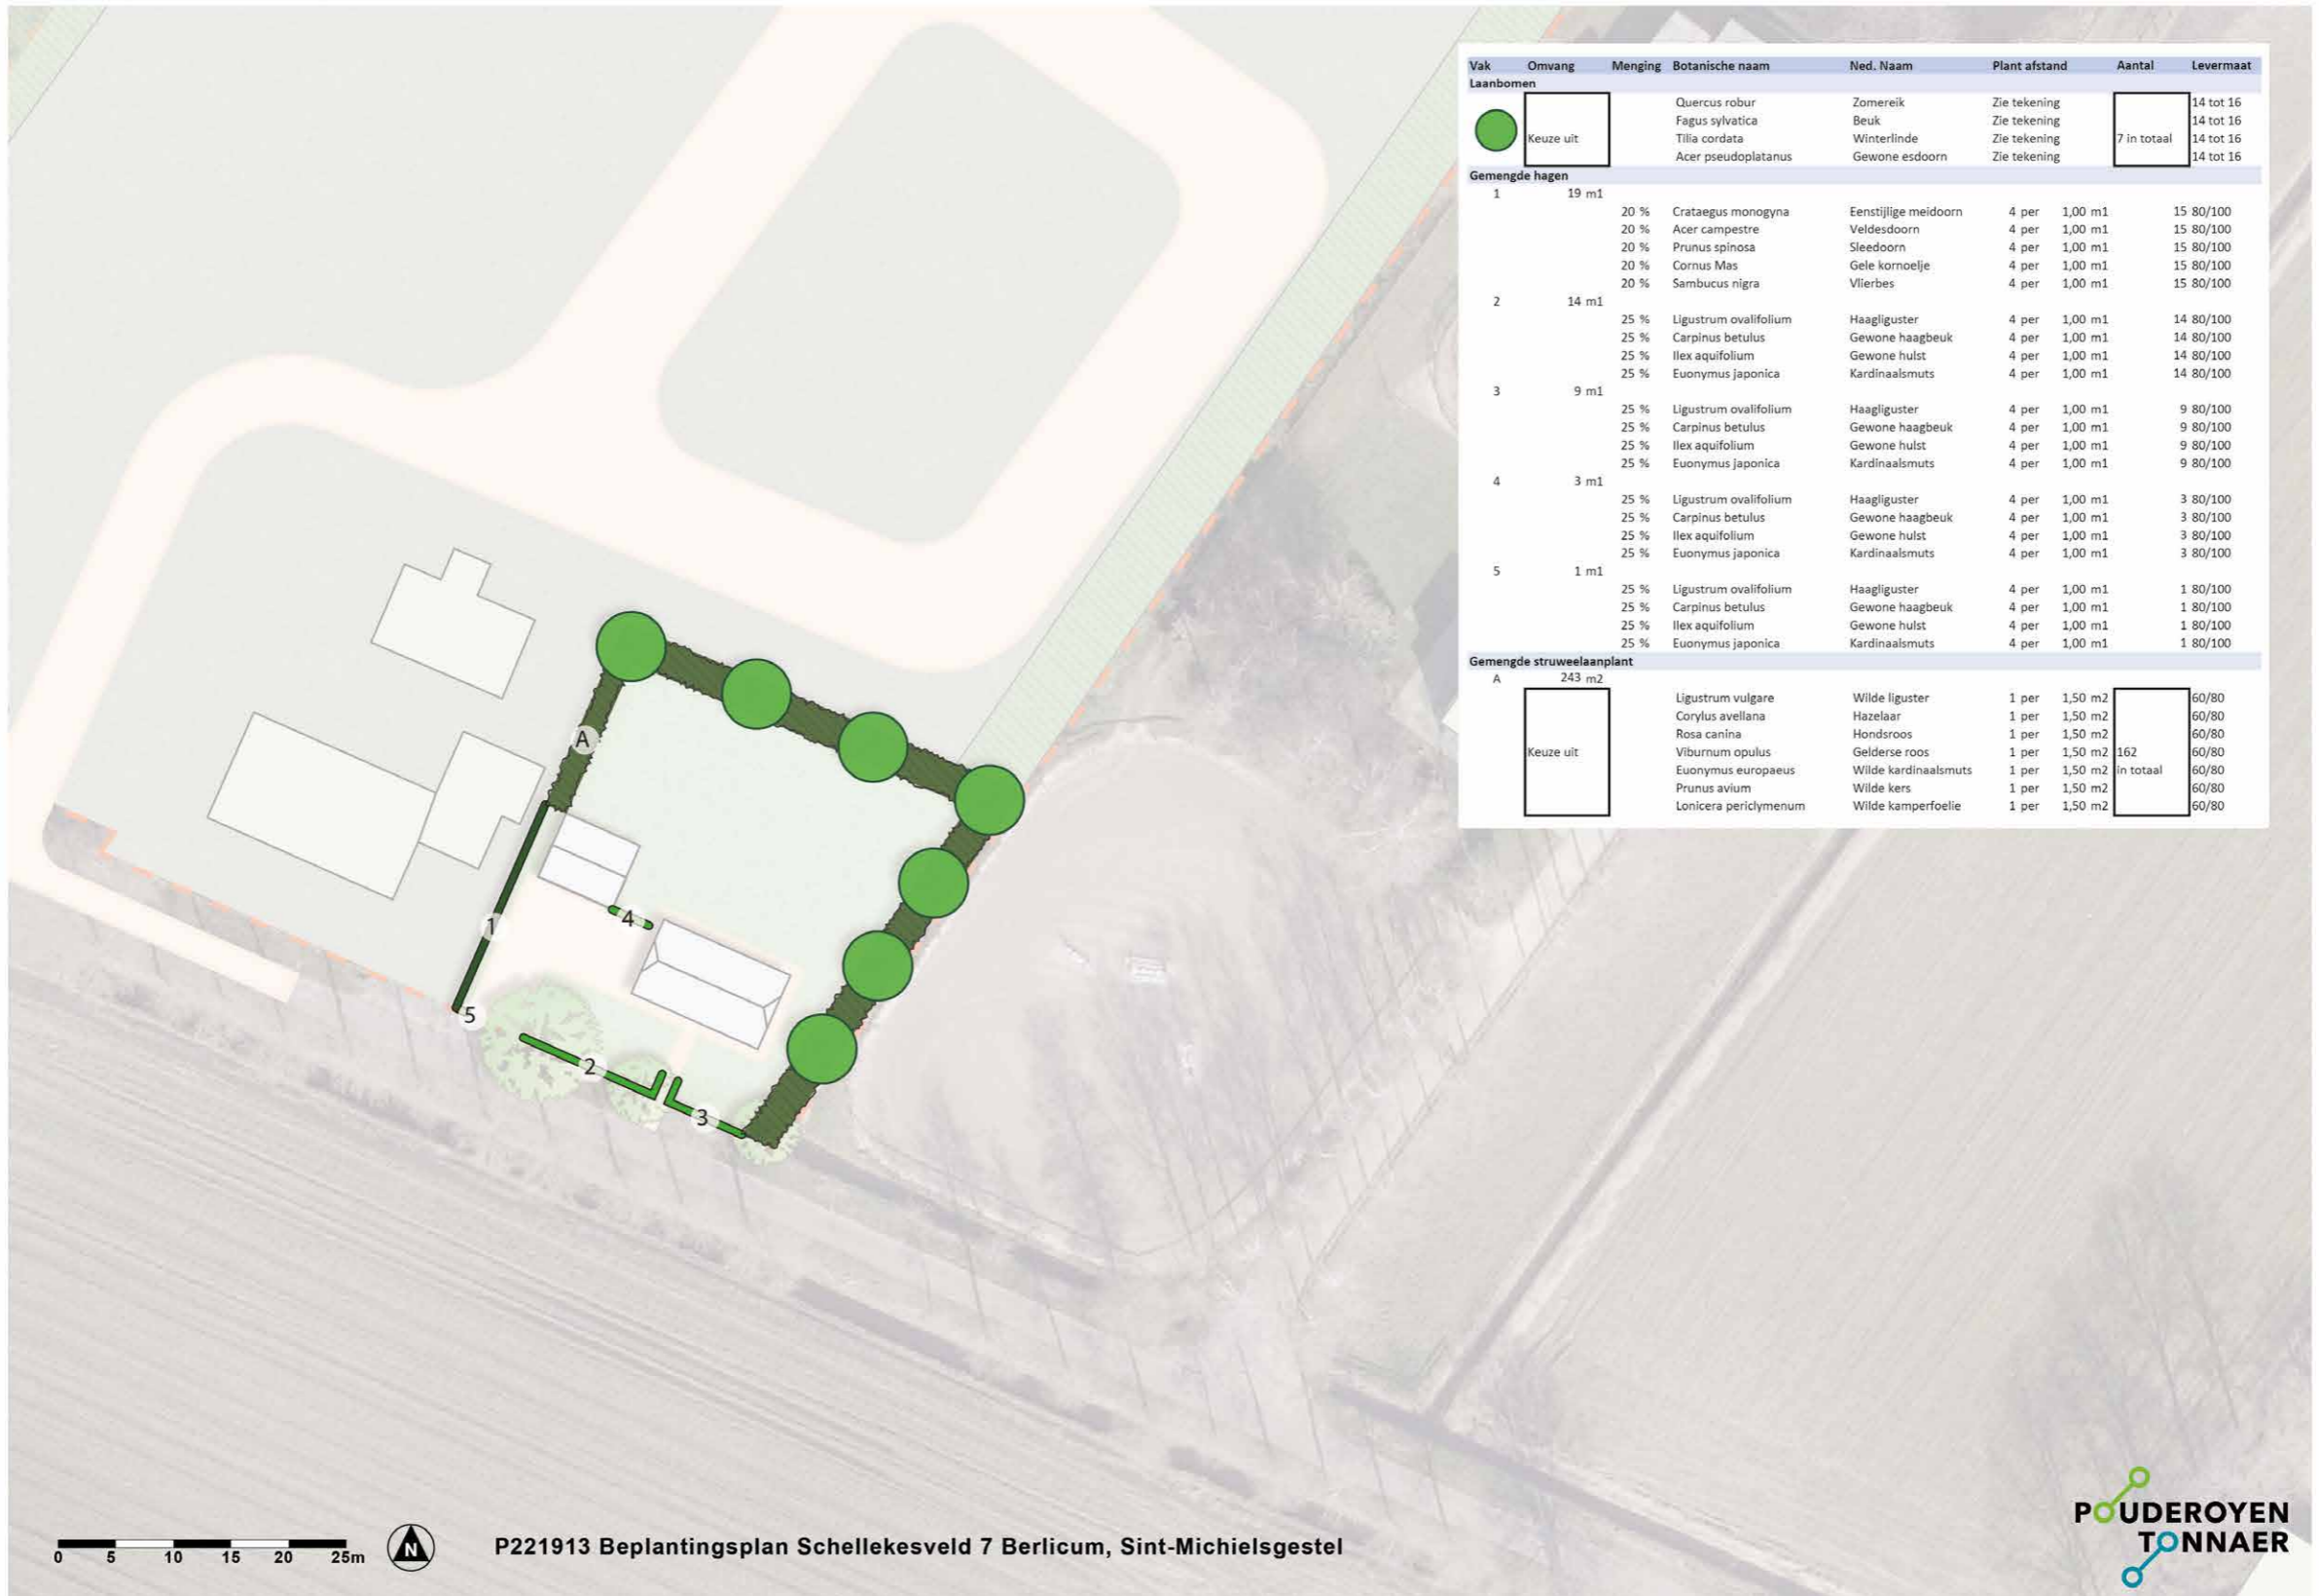 Vak Omvang Menging Botanische naam Ned. Naam Plant afstand Aantal Levermaat
Laanbomen
Quercus robur Zomereik Zie tekening 14 tot 16
Fagus sylvatica Beuk Zie tekening 14 tot 16
Keuze uit Tilia cordata Winterlinde Zie tekening 7 in totaal 14 tot 16
Acer pseudoplatanus Gewone esdoorn Zie tekening 14 tot 16
Gemengde hagen
1 19 m1
20 % Crataegus monogyna Eenstijlige meidoorn 4 per 1,00 m1 15 80/100
20 % Acer campestre Veldesdoorn 4 per 1,00 m1 15 80/100
20 % Prunus spinosa Sleedoorn 4 per 1,00 m1 15 80/100
20 % Cornus Mas Gele kornoelje 4 per 1,00 m1 15 80/100
20 % Sambucus nigra Vlierbes 4 per 1,00 m1 15 80/100
2 14 m1
25 % Ligustrum ovalifolium Haagliguster 4 per 1,00 m1 14 80/100
25 % Carpinus betulus Gewone haagbeuk 4 per 1,00 m1 14 80/100
25 % Ilex aquifolium Gewone hulst 4 per 1,00 m1 14 80/100
25 % Euonymus japonica Kardinaalsmuts 4 per 1,00 m1 14 80/100
3 9 m1
25 % Ligustrum ovalifolium Haagliguster 4 per 1,00 m1 9 80/100
25 % Carpinus betulus Gewone haagbeuk 4 per 1,00 m1 9 80/100
25 % Ilex aquifolium Gewone hulst 4 per 1,00 m1 9 80/100
25 % Euonymus japonica Kardinaalsmuts 4 per 1,00 m1 9 80/100
4 3 m1
25 % Ligustrum ovalifolium Haagliguster 4 per 1,00 m1 3 80/100
25 % Carpinus betulus Gewone haagbeuk 4 per 1,00 m1 3 80/100
25 % Ilex aquifolium Gewone hulst 4 per 1,00 m1 3 80/100
25 % Euonymus japonica Kardinaalsmuts 4 per 1,00 m1 3 80/100
5 1 m1
25 % Ligustrum ovalifolium Haagliguster 4 per 1,00 m1 1 80/100
25 % Carpinus betulus Gewone haagbeuk 4 per 1,00 m1 1 80/100
25 % Ilex aquifolium Gewone hulst 4 per 1,00 m1 1 80/100
25 % Euonymus japonica Kardinaalsmuts 4 per 1,00 m1 1 80/100
Gemengde struweelaanplant
A 243 m2
Ligustrum vulgare Wilde liguster 1 per 1,50 m2 60/80
Corylus avellana Hazelaar 1 per 1,50 m2 60/80
Rosa canina Hondsroos 1 per 1,50 m2 60/80
Keuze uit Viburnum opulus Gelderse roos 1 per 1,50 m2 162 60/80
Euonymus europaeus Wilde kardinaalsmuts 1 per 1,50 m2 in totaal 60/80
Prunus avium Wilde kers 1 per 1,50 m2 60/80
Lonicera periclymenum Wilde kamperfoelie 1 per 1,50 m2 60/80
A
4
1
5
2
3
0 5 10 15 20 25m
N
P221913 Beplantingsplan Schellekesveld 7 Berlicum, Sint-Michielsgestel
POUDEROYEN
TONNAER